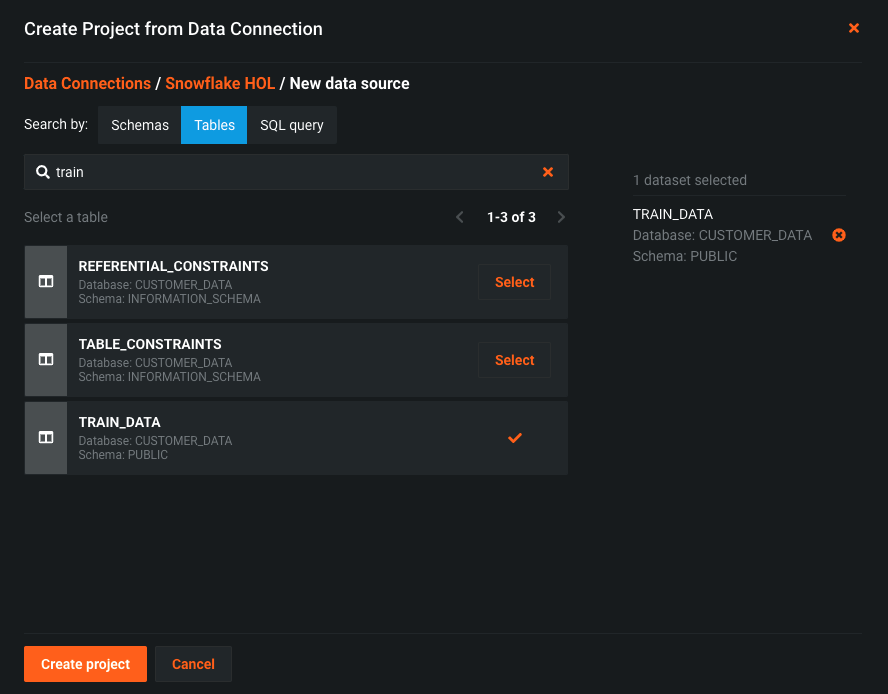 Create Project from Data Connection
Data Connections / Snowflake HOL / New data source
Search by: Schemas Tables SQL query
train
Select a table 1-3 of 3
REFERENTIAL_CONSTRAINTS
Database: CUSTOMER_DATA
Schema: INFORMATION_SCHEMA
Select
TABLE_CONSTRAINTS
Database: CUSTOMER_DATA
Schema: INFORMATION_SCHEMA
Select
TRAIN_DATA
Database: CUSTOMER_DATA
Schema: PUBLIC
1 dataset selected
TRAIN_DATA
Database: CUSTOMER_DATA
Schema: PUBLIC
Create project Cancel